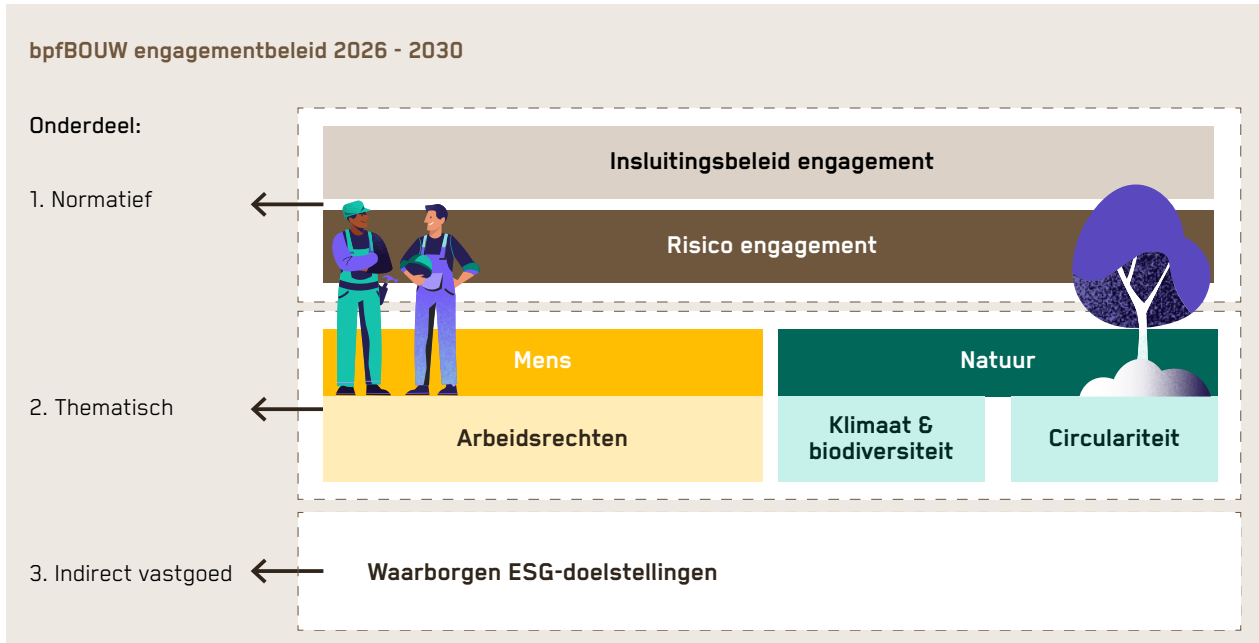 bpfBOUW engagementbeleid 2026 - 2030
Onderdeel:
Insluitingsbeleid engagement
1. Normatief
Risico engagement
Mens
Natuur
2. Thematisch
Arbeidsrechten
Klimaat &
biodiversiteit
Circulariteit
3. Indirect vastgoed
Waarborgen ESG-doelstellingen